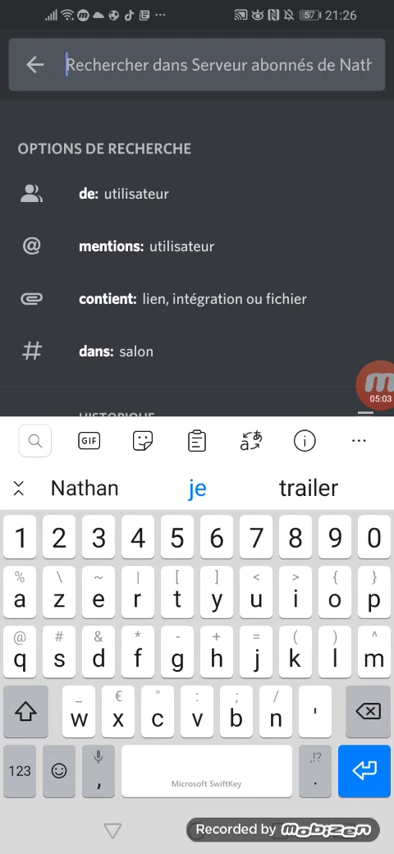 57 21:26
Rechercher dans Serveur abonnés de Nath
OPTIONS DE RECHERCHE
de: utilisateur
@ mentions: utilisateur
contient: lien, intégration ou fichier
# dans: salon
HISTORIQUE
05:03
GIF
Nathan je trailer
1 2 3 4 5 6 7 8 9 0
% \ ~ | [ ] < > { }
a z e r t y u i o p
@ # & * - + = ( ) ^
q s d f g h j k l m
_ € " : ; /
w x c v b n '
123 , Microsoft SwiftKey ,!? .
Recorded by mobizen